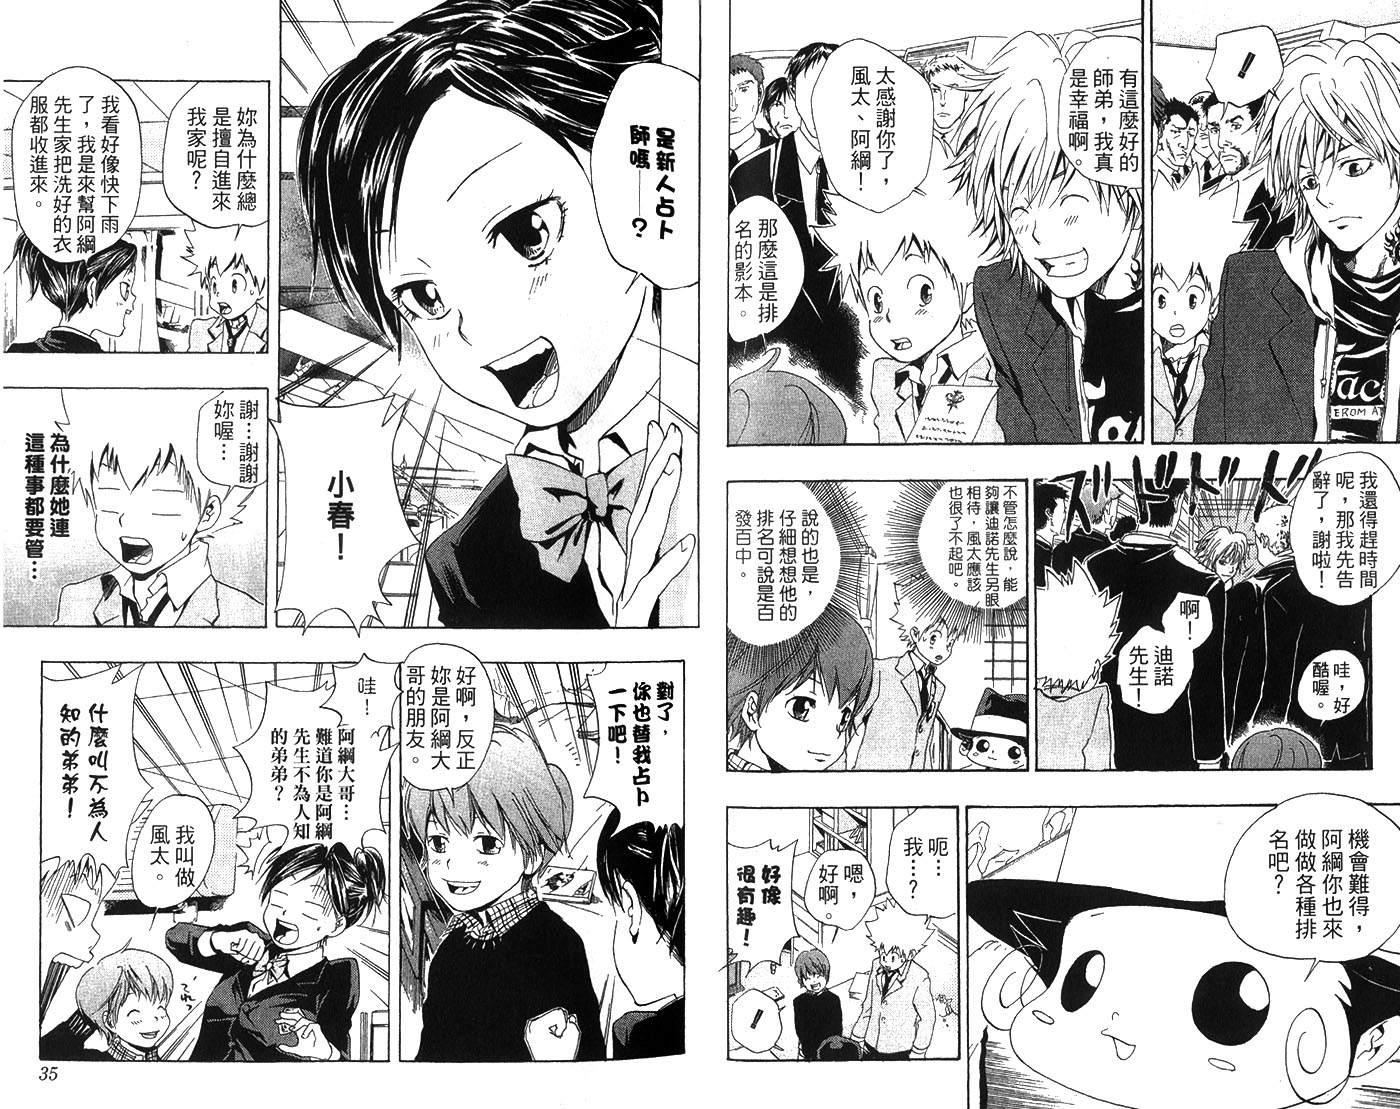 ！
有這麼好的
師弟，我真
是幸福啊。
太感謝你了，
風太、阿綱！
那麼這是排
名的影本。
我還得趕時間
呢，那我先告
辭了，謝啦！
啊！
迪諾
先生！
哇，好
酷喔。
不管怎麼說，能
夠讓迪諾先生另眼
相待，風太應該
也很了不起吧。
說的也是，
仔細想想他的
排名可說是百
發百中。
機會難得，
阿綱你也來
做做各種排
名吧？
呃…
我…？
嗯，
好啊。
好像
很有趣！
！
是新人占卜
師嗎——？
小春！
妳為什麼總
是擅自進來
我家呢？
我看好像快下雨
了，我是來幫阿綱
先生家把洗好的衣
服都收進來。
謝…謝謝
妳喔…
為什麼她連
這種事都要管…
對了，
你也替我占卜
一下吧！
好啊，反正
妳是阿綱大
哥的朋友。
哇！
阿綱大哥…
難道你是阿綱
先生不為人知
的弟弟？
我叫做
風太。
什麼叫不為人
知的弟弟！
35